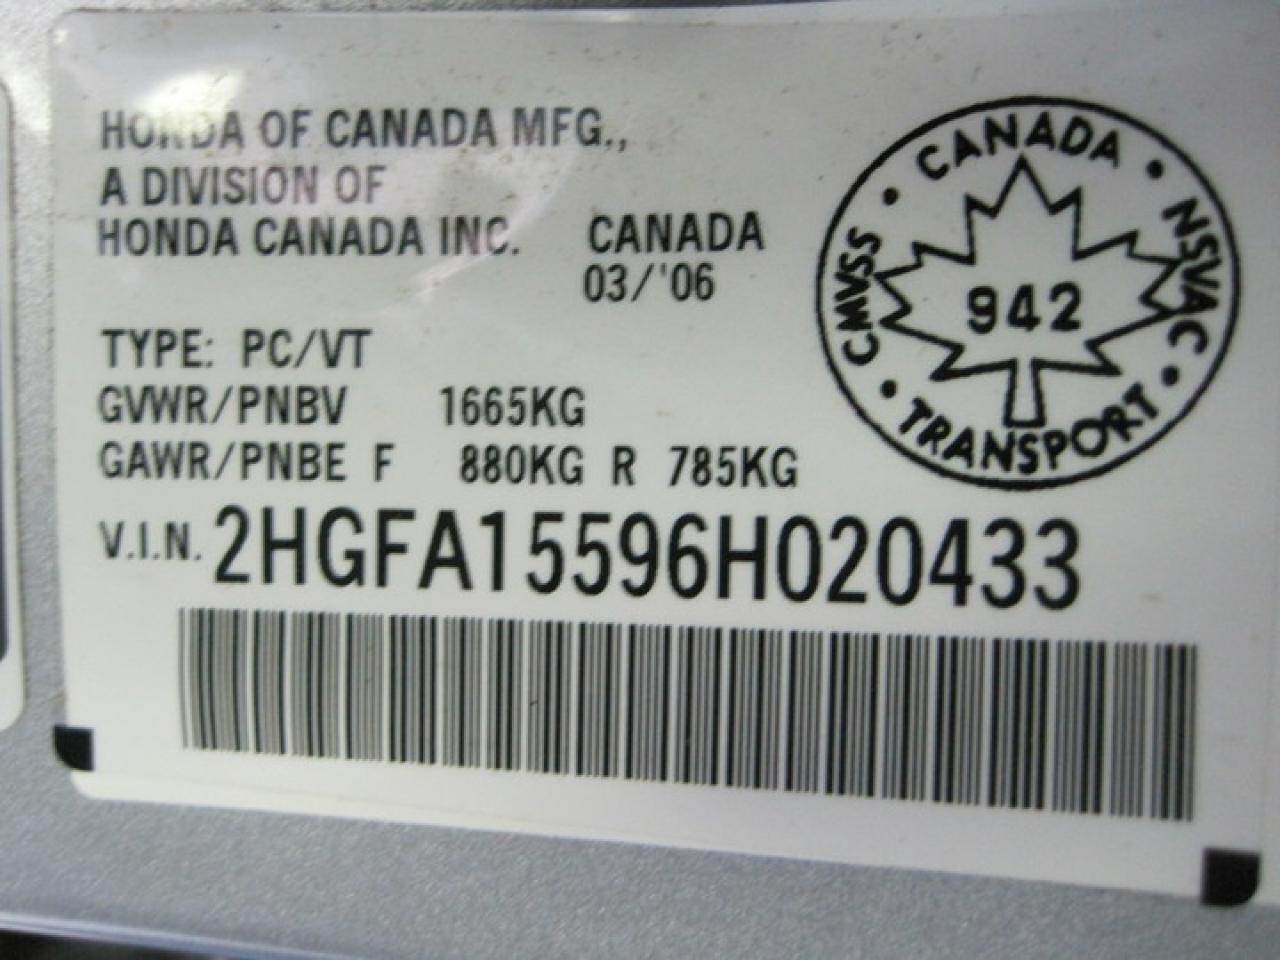 HONDA OF CANADA MFG.,
A DIVISION OF
HONDA CANADA INC. CANADA
03/'06
TYPE: PC/VT
GVWR/PNBV 1665KG
GAWR/PNBE F 880KG R 785KG
V.I.N. 2HGFA15596H020433
CANADA • NSVAC • TRANSPORT • CMVSS •
942